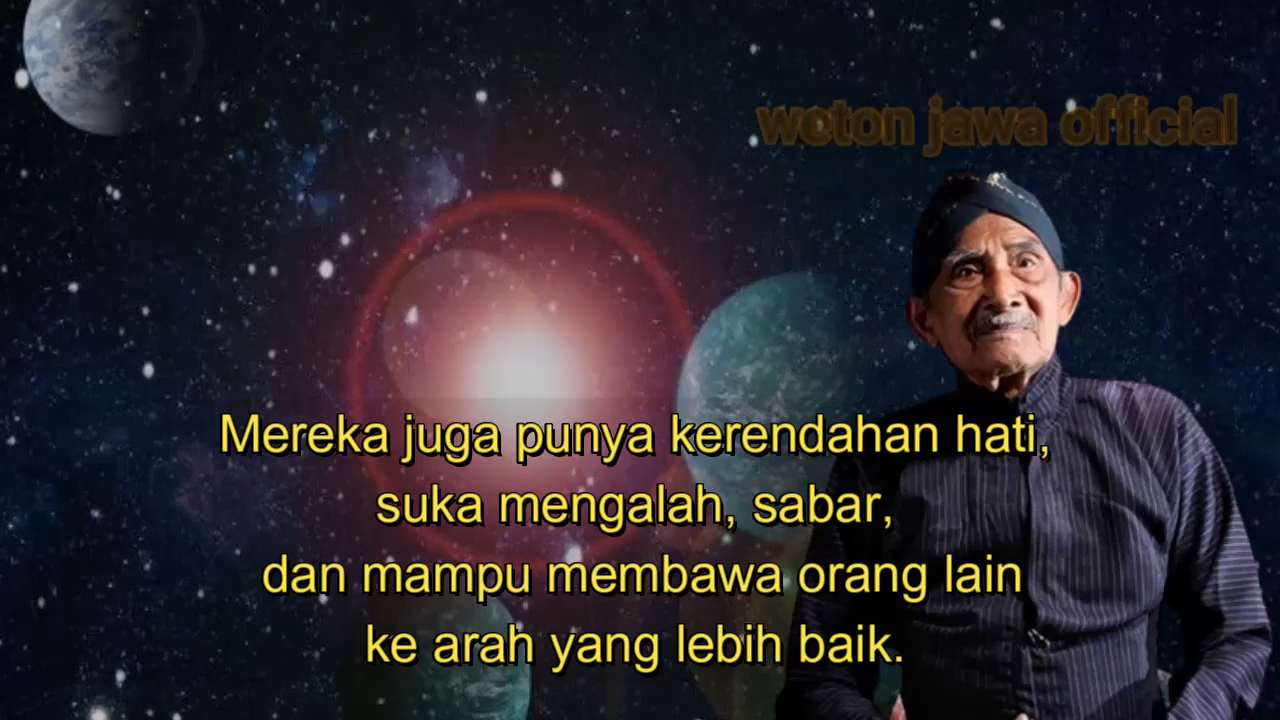 weton jawa official
Mereka juga punya kerendahan hati,
suka mengalah, sabar,
dan mampu membawa orang lain
ke arah yang lebih baik.